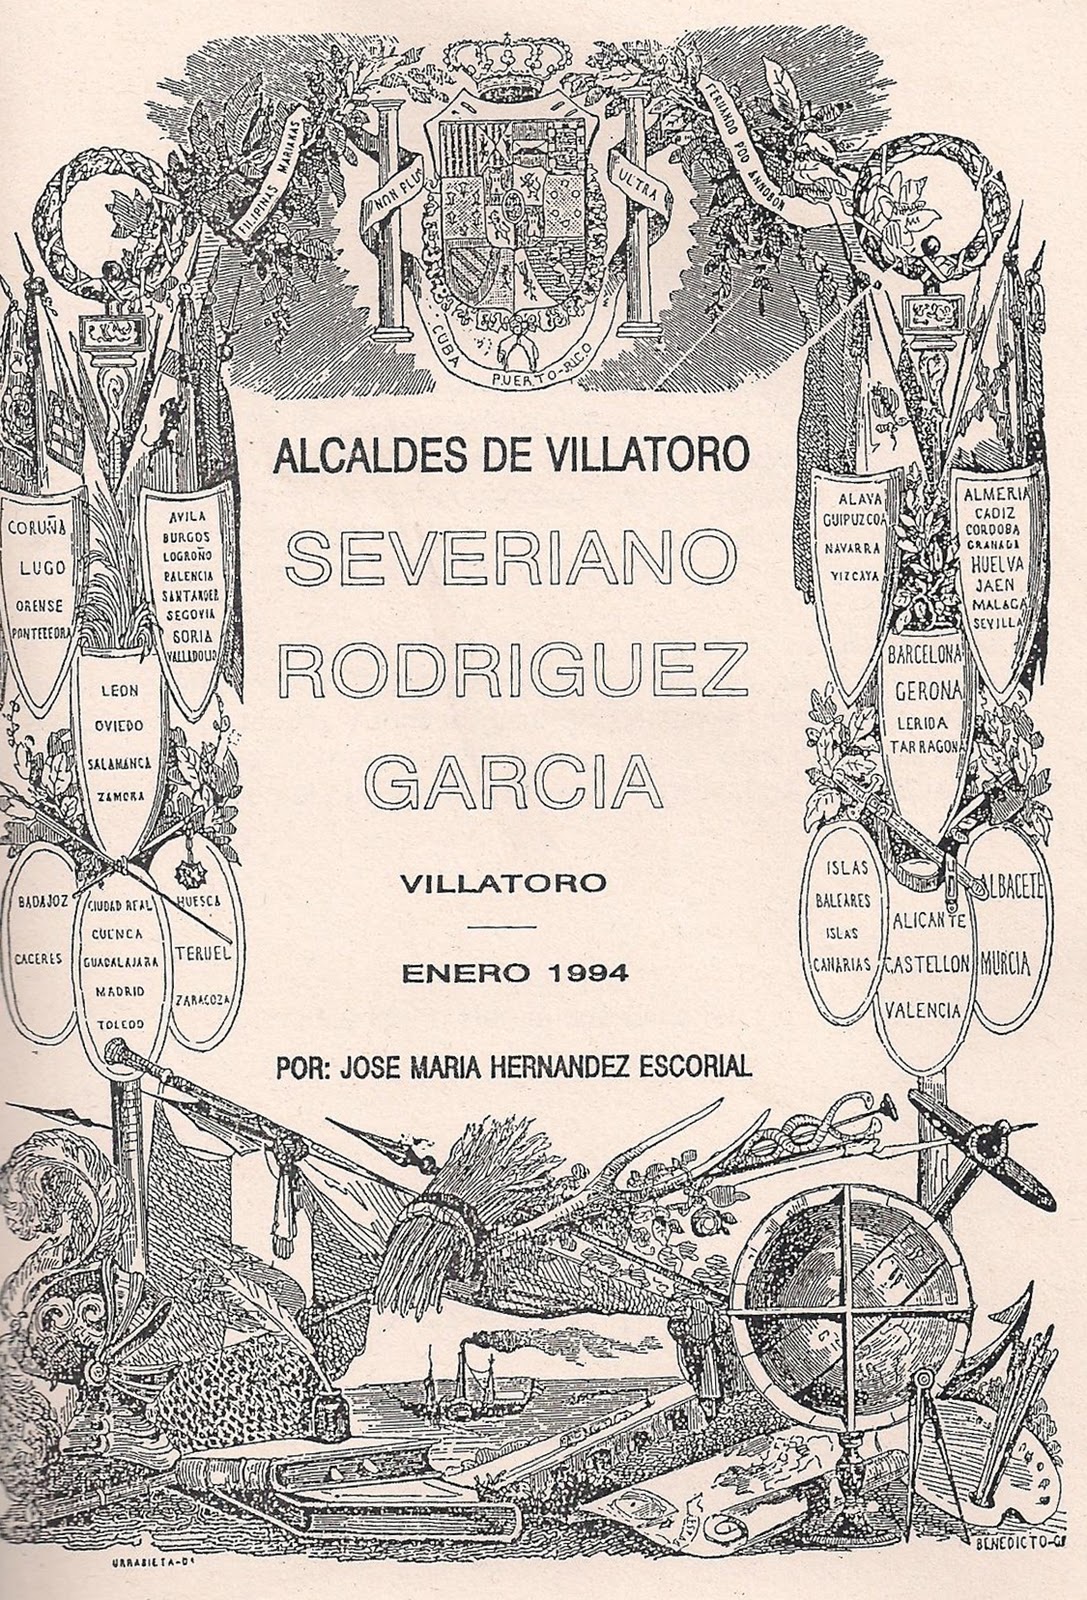 FILIPINAS MARIANAS
NON PLUS
ULTRA
FERNANDO POO ANNOBON
CUBA
PUERTO-RICO
ALCALDES DE VILLATORO
SEVERIANO
RODRIGUEZ
GARCIA
VILLATORO
ENERO 1994
POR: JOSE MARIA HERNANDEZ ESCORIAL
CORUÑA
LUGO
ORENSE
PONTEVEDRA
AVILA
BURGOS
LOGROÑO
PALENCIA
SANTANDER
SEGOVIA
SORIA
VALLADOLID
LEON
OVIEDO
SALAMANCA
ZAMORA
BADAJOZ
CACERES
CIUDAD REAL
CUENCA
GUADALAJARA
MADRID
TOLEDO
HUESCA
TERUEL
ZARAGOZA
ALAVA
GUIPUZCOA
NAVARRA
VIZCAYA
ALMERIA
CADIZ
CORDOBA
GRANADA
HUELVA
JAEN
MALAGA
SEVILLA
BARCELONA
GERONA
LERIDA
TARRAGONA
ISLAS
BALEARES
ISLAS
CANARIAS
ALICANTE
CASTELLON
VALENCIA
ALBACETE
MURCIA
URRABIETA-Dº
BENEDICTO-Gº